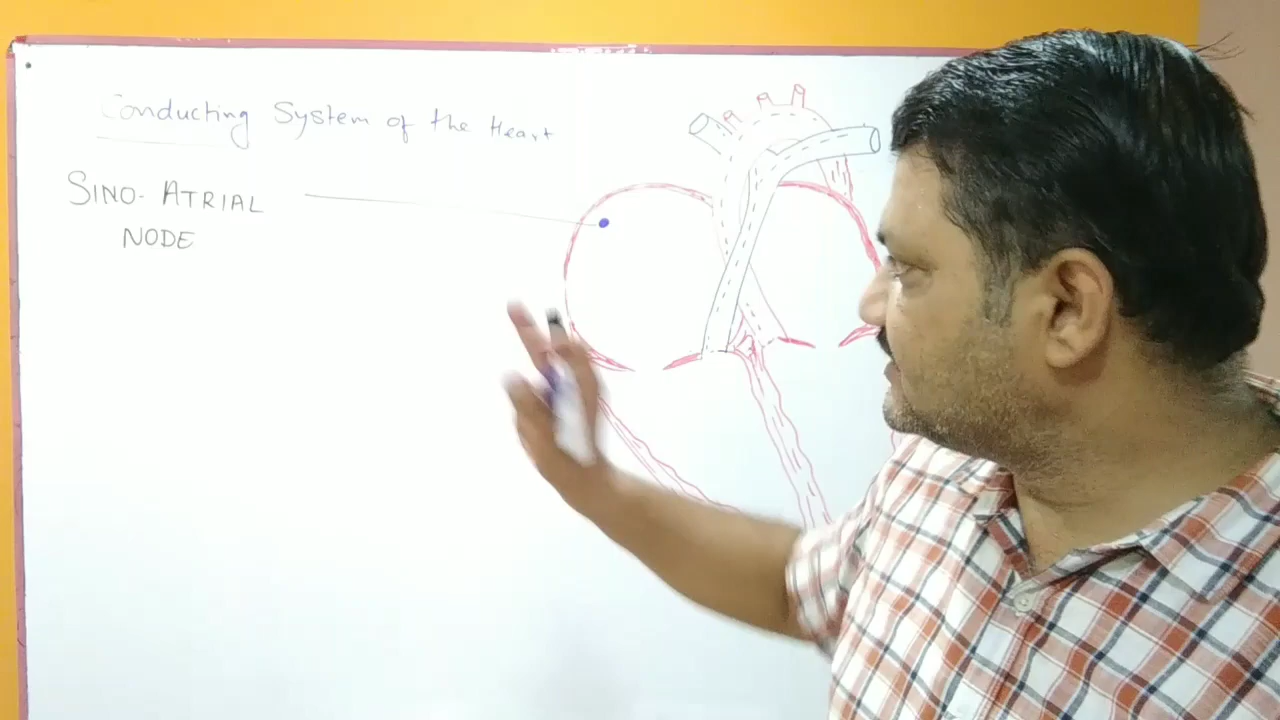 Conducting System of the Heart
SINO-ATRIAL
NODE